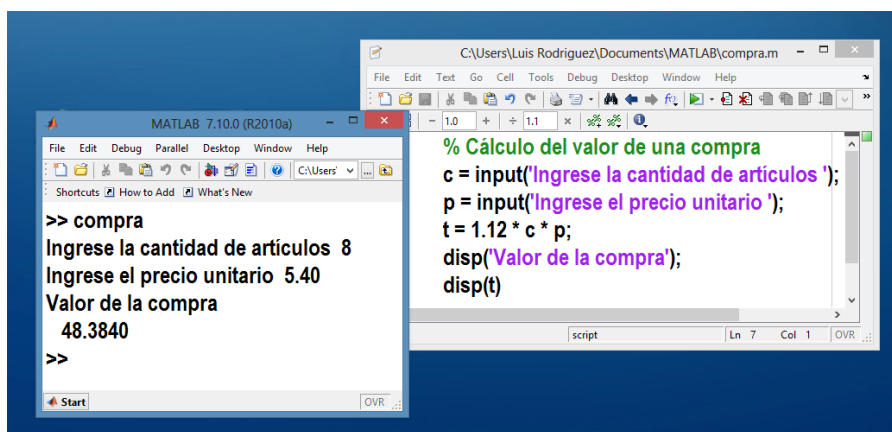 C:\Users\Luis Rodriguez\Documents\MATLAB\compra.m
File Edit Text Go Cell Tools Debug Desktop Window Help
1.0 + ÷ 1.1 ×
% Cálculo del valor de una compra
c = input('Ingrese la cantidad de artículos ');
p = input('Ingrese el precio unitario ');
t = 1.12 * c * p;
disp('Valor de la compra');
disp(t)
script Ln 7 Col 1 OVR
MATLAB 7.10.0 (R2010a)
File Edit Debug Parallel Desktop Window Help
C:\Users'
Shortcuts How to Add What's New
>> compra
Ingrese la cantidad de artículos 8
Ingrese el precio unitario 5.40
Valor de la compra
48.3840
>>
Start OVR